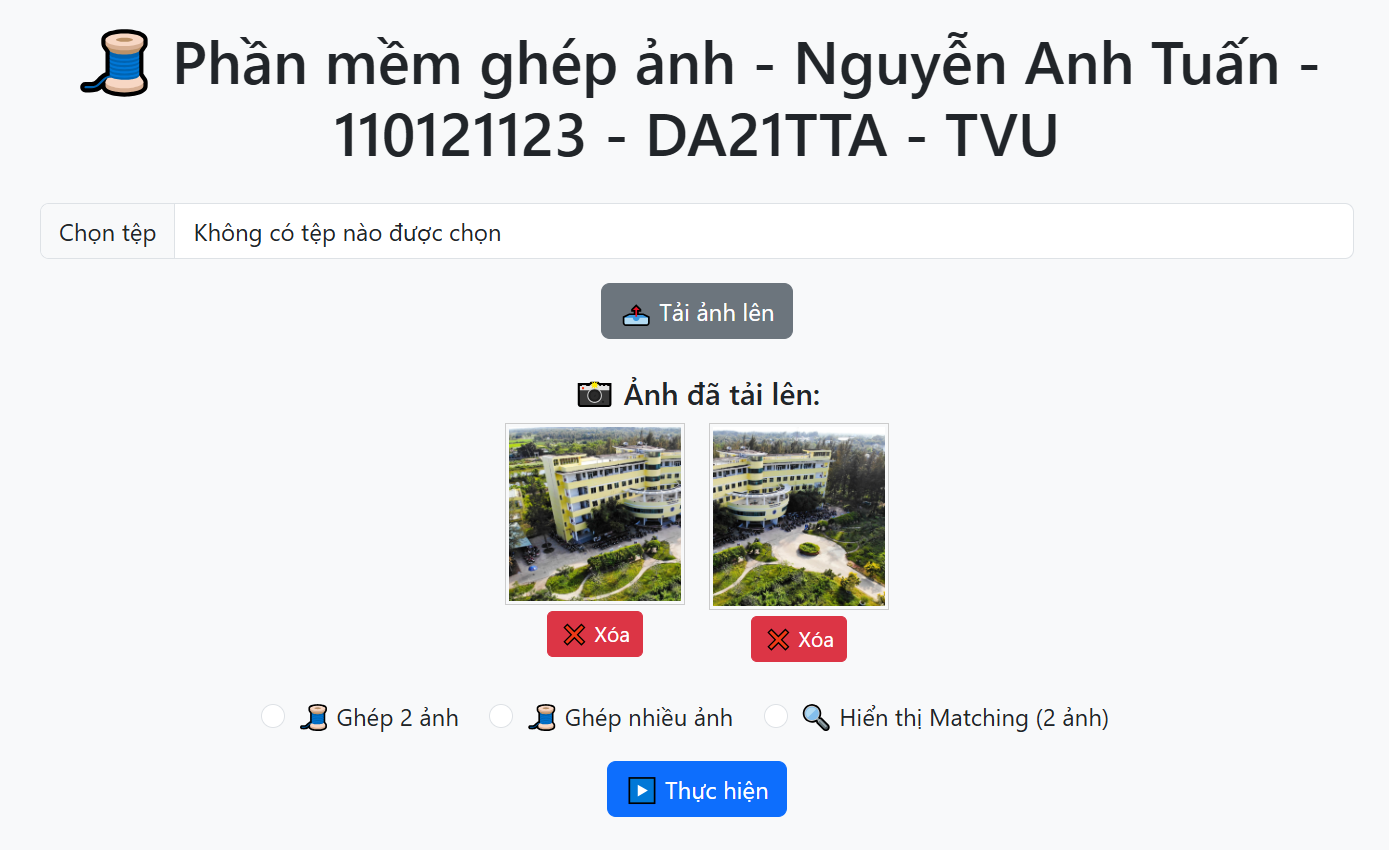 Phần mềm ghép ảnh - Nguyễn Anh Tuấn -
110121123 - DA21TTA - TVU
Chọn tệp Không có tệp nào được chọn
Tải ảnh lên
Ảnh đã tải lên:
Xóa
Xóa
Ghép 2 ảnh Ghép nhiều ảnh Hiển thị Matching (2 ảnh)
Thực hiện